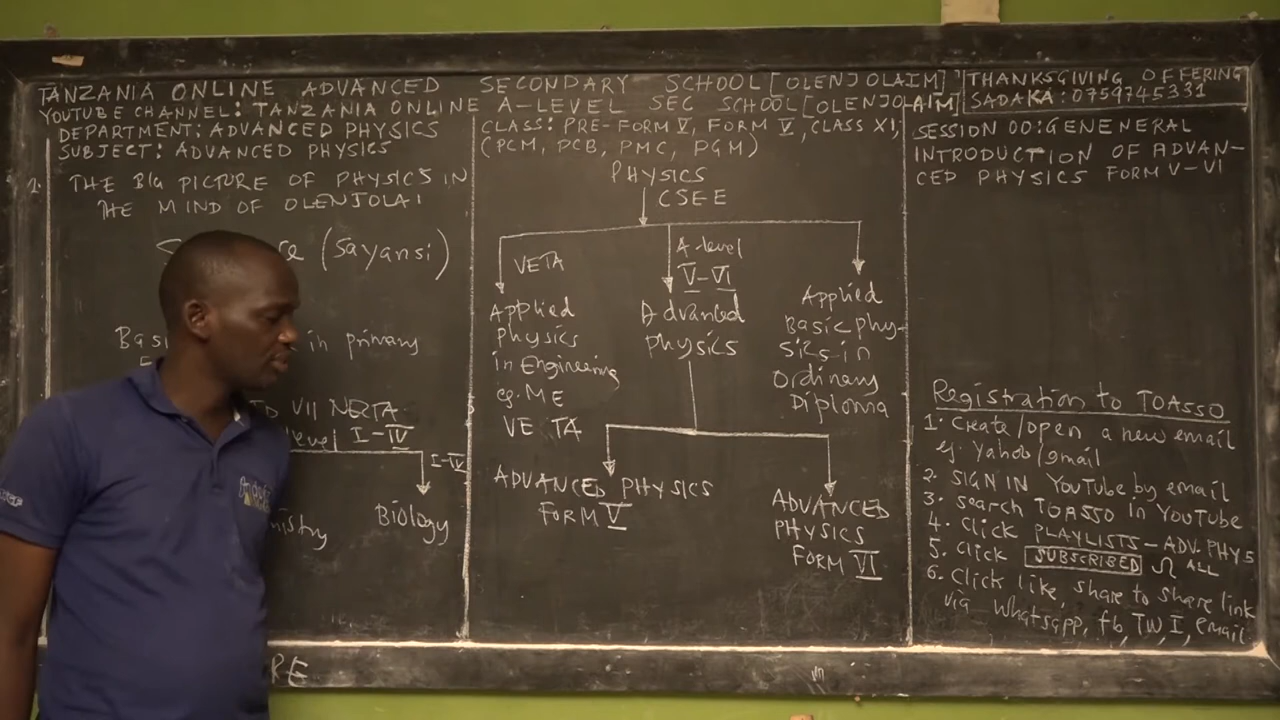 TANZANIA ONLINE ADVANCED SECONDARY SCHOOL [OLENJOLAIM]
YOUTUBE CHANNEL: TANZANIA ONLINE A-LEVEL SEC SCHOOL [OLENJOLAIM]
THANKSGIVING OFFERING
SADAKA: 0759745331
DEPARTMENT: ADVANCED PHYSICS
SUBJECT: ADVANCED PHYSICS
THE BIG PICTURE OF PHYSICS IN
THE MIND OF OLENJOLAI
(Sayansi)
in primary
TO VII NECTA
level I-IV
I-IV
Biology
CLASS: PRE-FORM V, FORM V, CLASS XI,
(PCM, PCB, PMC, PGM)
PHYSICS
CSEE
VETA
Applied
physics
in Engineering
eg. ME
VETA
A-level
V-VI
Advanced
physics
Applied
Basic phy-
sics in
Ordinary
Diploma
ADVANCED PHYSICS
FORM V
ADVANCED
PHYSICS
FORM VI
SESSION 00: GENENERAL
INTRODUCTION OF ADVAN-
CED PHYSICS FORM V-VI
Registration to TOASSO
1. Create/open a new email
eg Yahoo/gmail
2. SIGN IN YouTube by email
3. Search TOASSO in YouTube
4. Click PLAYLISTS - ADV. PHYS
5. Click SUBSCRIBED ALL
6. Click like, share to share link
via Whatsapp, fb, TW, I, email
RE